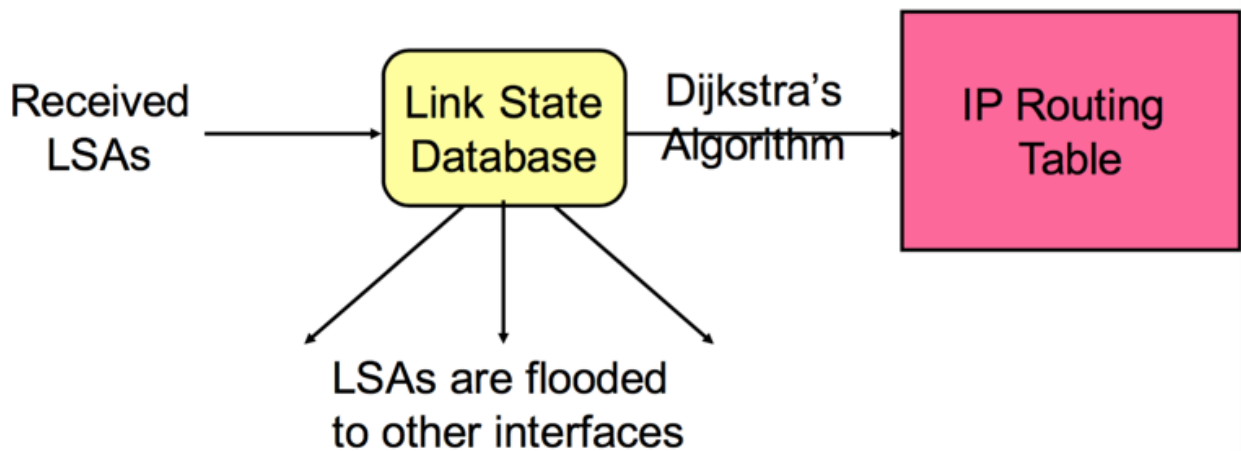 Received
LSAs
Link State
Database
Dijkstra's
Algorithm
IP Routing
Table
LSAs are flooded
to other interfaces